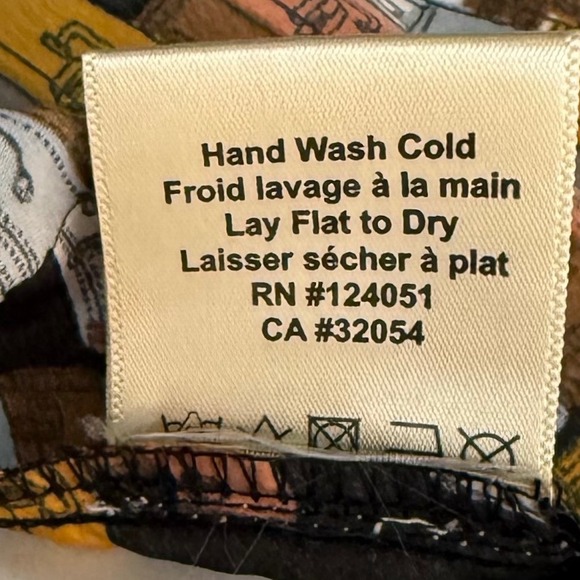 Hand Wash Cold
Froid lavage à la main
Lay Flat to Dry
Laisser sécher à plat
RN #124051
CA #32054